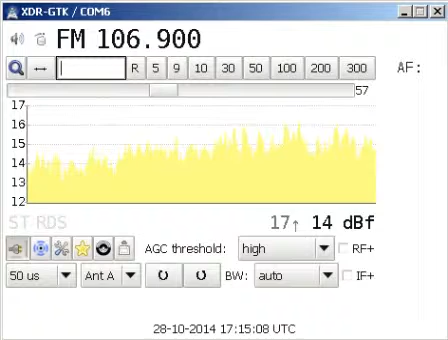 XDR-GTK / COM6
FM 106.900
R 5 9 10 30 50 100 200 300 AF:
57
17
16
15
14
13
12
ST RDS 17↑ 14 dBf
AGC threshold: high RF+
50 us Ant A BW: auto IF+
28-10-2014 17:15:08 UTC